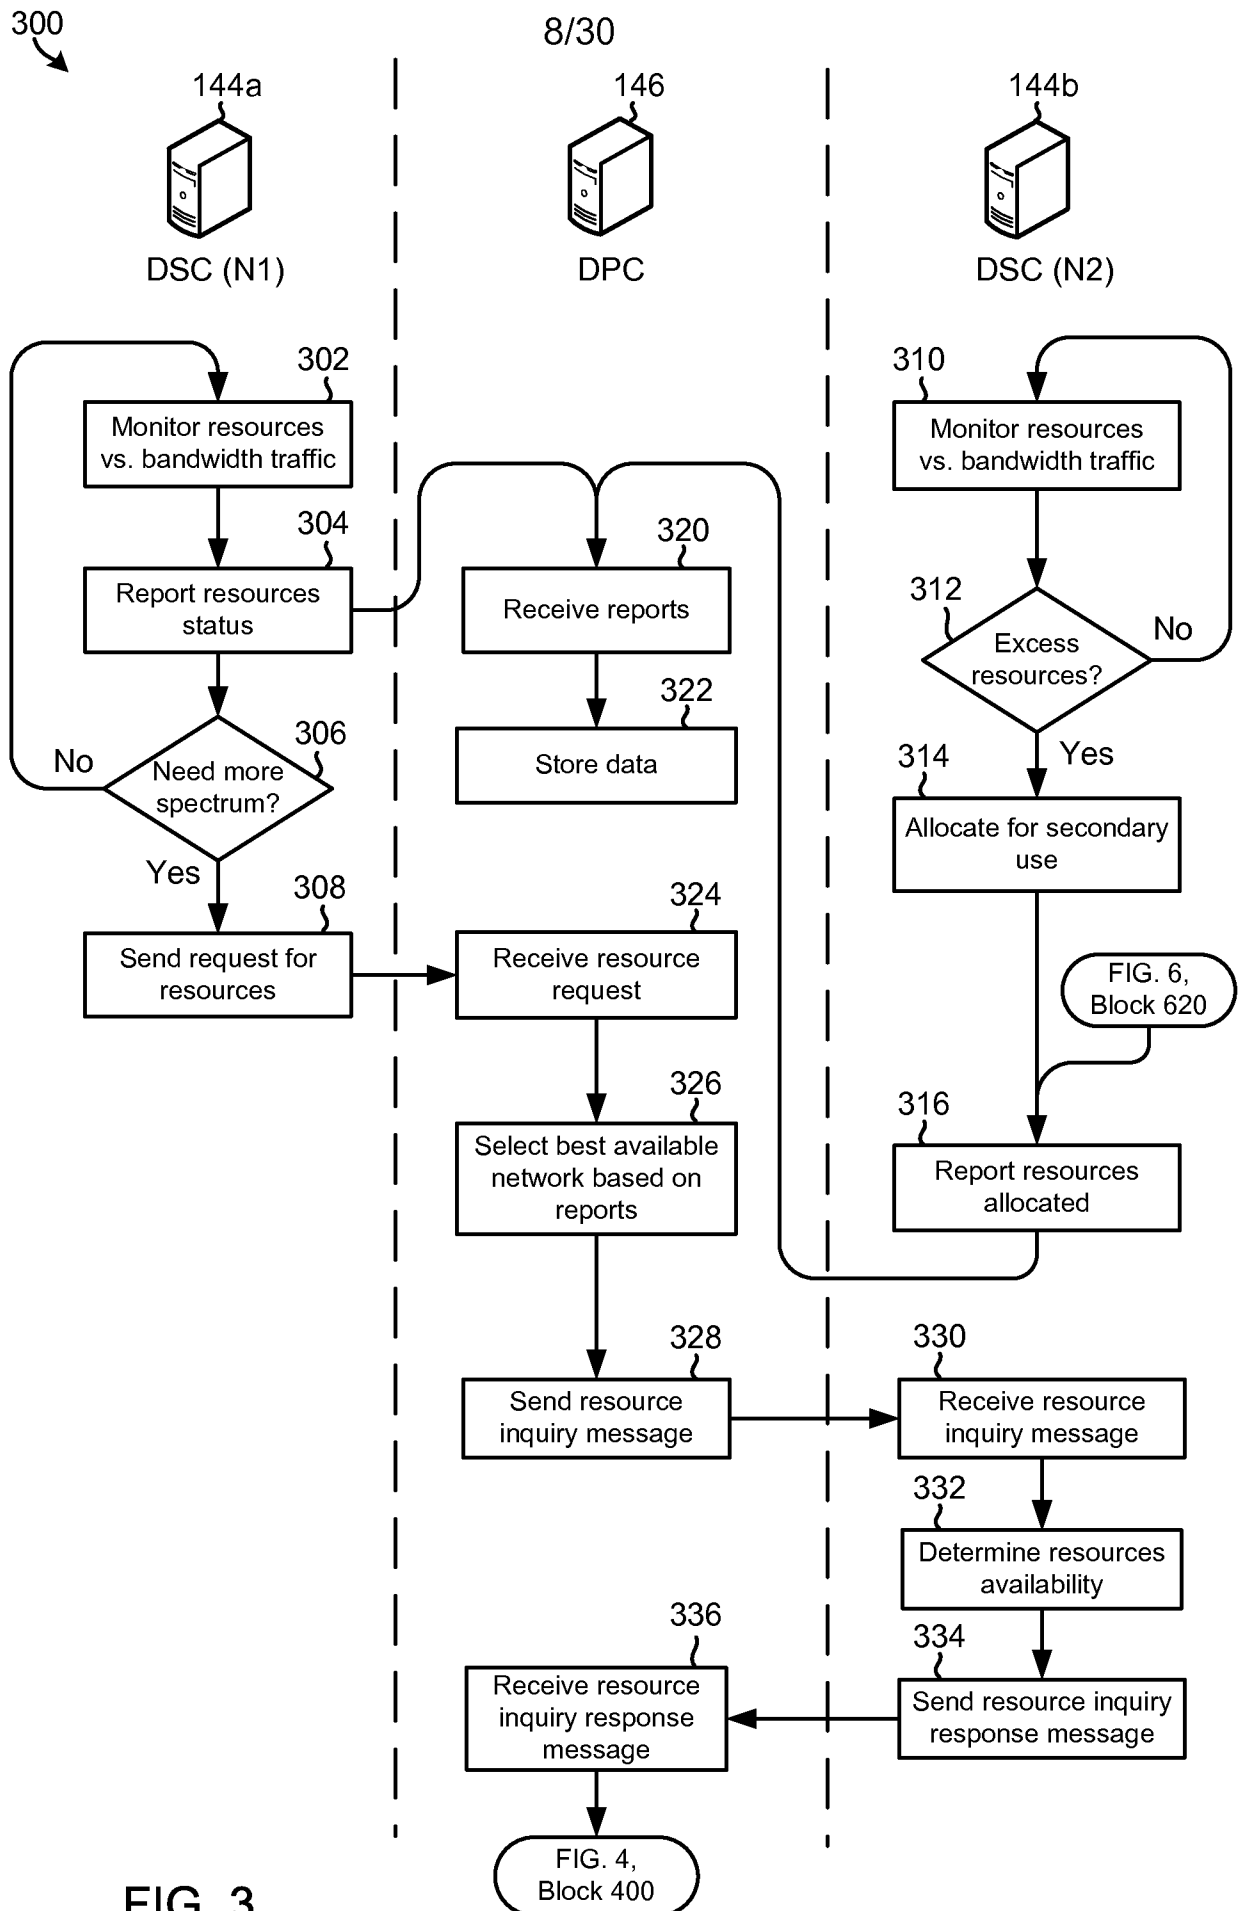 300
8/30
144a
146
144b
DSC (N1)
DPC
DSC (N2)
302
Monitor resources
vs. bandwidth traffic
304
Report resources
status
306
Need more
spectrum?
No
Yes
308
Send request for
resources
320
Receive reports
322
Store data
324
Receive resource
request
326
Select best available
network based on
reports
328
Send resource
inquiry message
336
Receive resource
inquiry response
message
FIG. 4,
Block 400
310
Monitor resources
vs. bandwidth traffic
312
Excess
resources?
No
Yes
314
Allocate for secondary
use
FIG. 6,
Block 620
316
Report resources
allocated
330
Receive resource
inquiry message
332
Determine resources
availability
334
Send resource inquiry
response message
FIG. 3